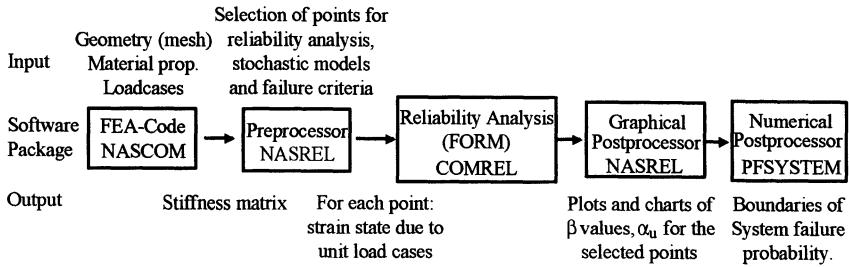 Input
Geometry (mesh)
Material prop.
Loadcases
Selection of points for
reliability analysis,
stochastic models
and failure criteria
Software
Package
FEA-Code
NASCOM
Preprocessor
NASREL
Reliability Analysis
(FORM)
COMREL
Graphical
Postprocessor
NASREL
Numerical
Postprocessor
PFSYSTEM
Output
Stiffness matrix
For each point:
strain state due to
unit load cases
Plots and charts of
β values, αu for the
selected points
Boundaries of
System failure
probability.